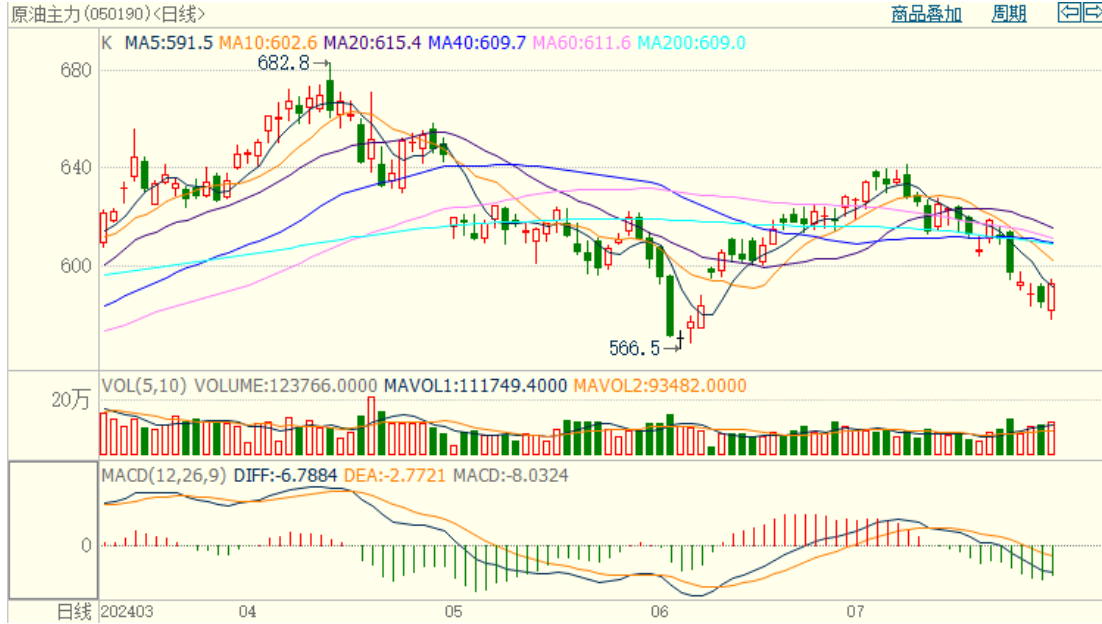 原油主力(050190)<日线> 商品叠加 周期
K MA5:591.5 MA10:602.6 MA20:615.4 MA40:609.7 MA60:611.6 MA200:609.0
682.8→
680
640
600
566.5→
VOL(5,10) VOLUME:123766.0000 MAVOL1:111749.4000 MAVOL2:93482.0000
20万
MACD(12,26,9) DIFF:-6.7884 DEA:-2.7721 MACD:-8.0324
0
日线 202403 04 05 06 07